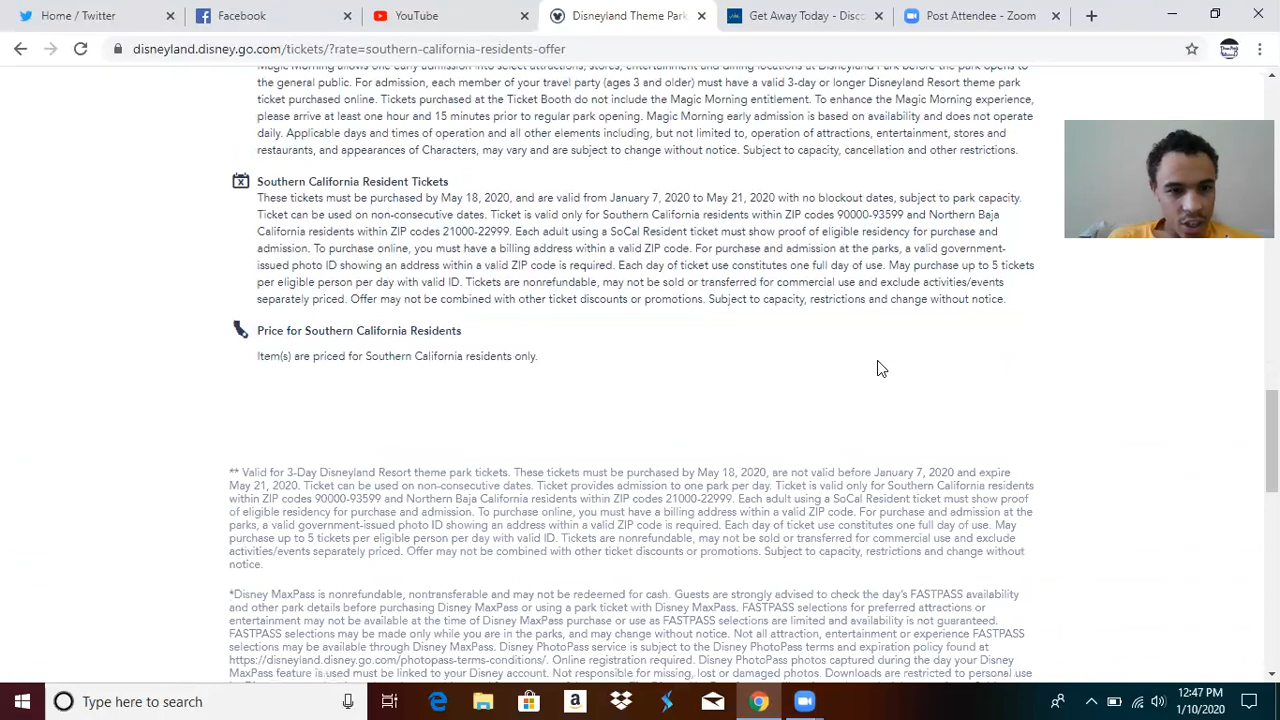 Home / Twitter
Facebook
YouTube
Disneyland Theme Park
Get Away Today - Disco
Post Attendee - Zoom
disneyland.disney.go.com/tickets/?rate=southern-california-residents-offer
Magic Morning allows one early admission into select attractions, stores, entertainment and dining locations at Disneyland Park before the park opens to
the general public. For admission, each member of your travel party (ages 3 and older) must have a valid 3-day or longer Disneyland Resort theme park
ticket purchased online. Tickets purchased at the Ticket Booth do not include the Magic Morning entitlement. To enhance the Magic Morning experience,
please arrive at least one hour and 15 minutes prior to regular park opening. Magic Morning early admission is based on availability and does not operate
daily. Applicable days and times of operation and all other elements including, but not limited to, operation of attractions, entertainment, stores and
restaurants, and appearances of Characters, may vary and are subject to change without notice. Subject to capacity, cancellation and other restrictions.
Southern California Resident Tickets
These tickets must be purchased by May 18, 2020, and are valid from January 7, 2020 to May 21, 2020 with no blockout dates, subject to park capacity.
Ticket can be used on non-consecutive dates. Ticket is valid only for Southern California residents within ZIP codes 90000-93599 and Northern Baja
California residents within ZIP codes 21000-22999. Each adult using a SoCal Resident ticket must show proof of eligible residency for purchase and
admission. To purchase online, you must have a billing address within a valid ZIP code. For purchase and admission at the parks, a valid government-
issued photo ID showing an address within a valid ZIP code is required. Each day of ticket use constitutes one full day of use. May purchase up to 5 tickets
per eligible person per day with valid ID. Tickets are nonrefundable, may not be sold or transferred for commercial use and exclude activities/events
separately priced. Offer may not be combined with other ticket discounts or promotions. Subject to capacity, restrictions and change without notice.
Price for Southern California Residents
Item(s) are priced for Southern California residents only.
** Valid for 3-Day Disneyland Resort theme park tickets. These tickets must be purchased by May 18, 2020, are not valid before January 7, 2020 and expire
May 21, 2020. Ticket can be used on non-consecutive dates. Ticket provides admission to one park per day. Ticket is valid only for Southern California residents
within ZIP codes 90000-93599 and Northern Baja California residents within ZIP codes 21000-22999. Each adult using a SoCal Resident ticket must show proof
of eligible residency for purchase and admission. To purchase online, you must have a billing address within a valid ZIP code. For purchase and admission at the
parks, a valid government-issued photo ID showing an address within a valid ZIP code is required. Each day of ticket use constitutes one full day of use. May
purchase up to 5 tickets per eligible person per day with valid ID. Tickets are nonrefundable, may not be sold or transferred for commercial use and exclude
activities/events separately priced. Offer may not be combined with other ticket discounts or promotions. Subject to capacity, restrictions and change without
notice.
*Disney MaxPass is nonrefundable, nontransferable and may not be redeemed for cash. Guests are strongly advised to check the day's FASTPASS availability
and other park details before purchasing Disney MaxPass or using a park ticket with Disney MaxPass. FASTPASS selections for preferred attractions or
entertainment may not be available at the time of Disney MaxPass purchase or use as FASTPASS selections are limited and availability is not guaranteed.
FASTPASS selections may be made only while you are in the parks, and may change without notice. Not all attraction, entertainment or experience FASTPASS
selections may be available through Disney MaxPass. Disney PhotoPass service is subject to the Disney PhotoPass terms and expiration policy found at
https://disneyland.disney.go.com/photopass-terms-conditions/. Online registration required. Disney PhotoPass photos captured during the day your Disney
MaxPass feature is used must be linked to your Disney account. Not responsible for missing, lost or damaged photos. Downloads are restricted to personal use
Type here to search
12:47 PM
1/10/2020